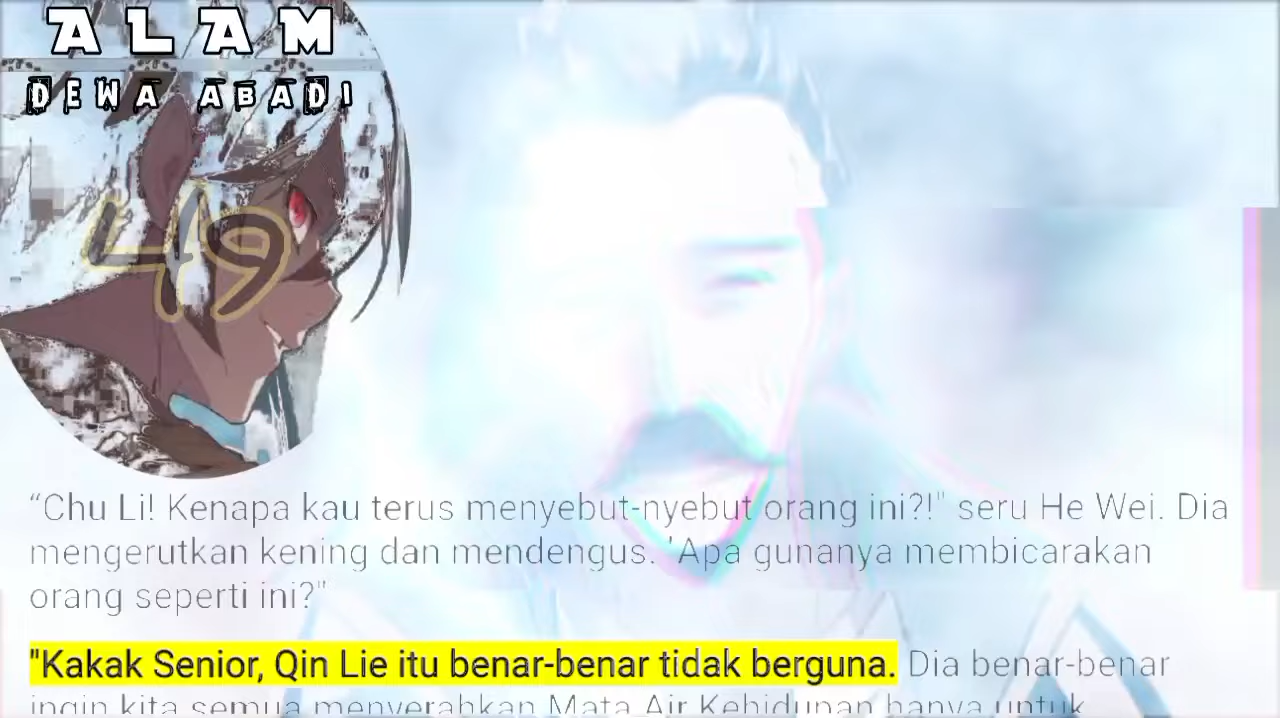 ALAM
DEWA ABADI
49
“Chu Li! Kenapa kau terus menyebut-nyebut orang ini?!" seru He Wei. Dia
mengerutkan kening dan mendengus. 'Apa gunanya membicarakan
orang seperti ini?"
"Kakak Senior, Qin Lie itu benar-benar tidak berguna. Dia benar-benar
ingin kita semua menyerahkan Mata Air Kehidupan hanya untuk